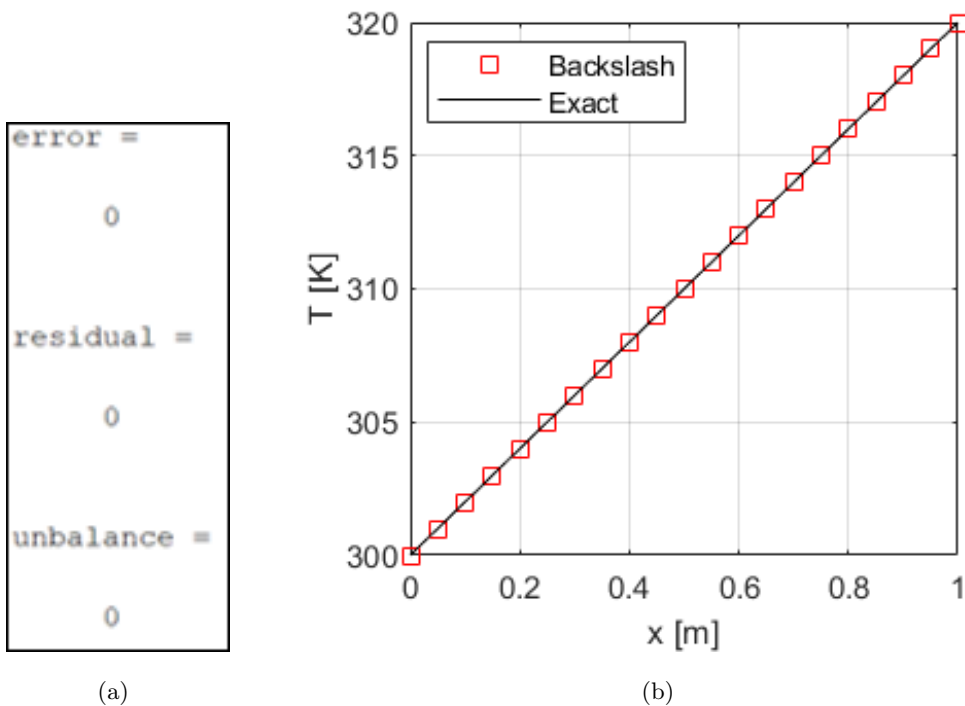 error =
0
residual =
0
unbalance =
0
(a)
Backslash
Exact
320
315
310
305
300
T [K]
0
0.2
0.4
0.6
0.8
1
x [m]
(b)